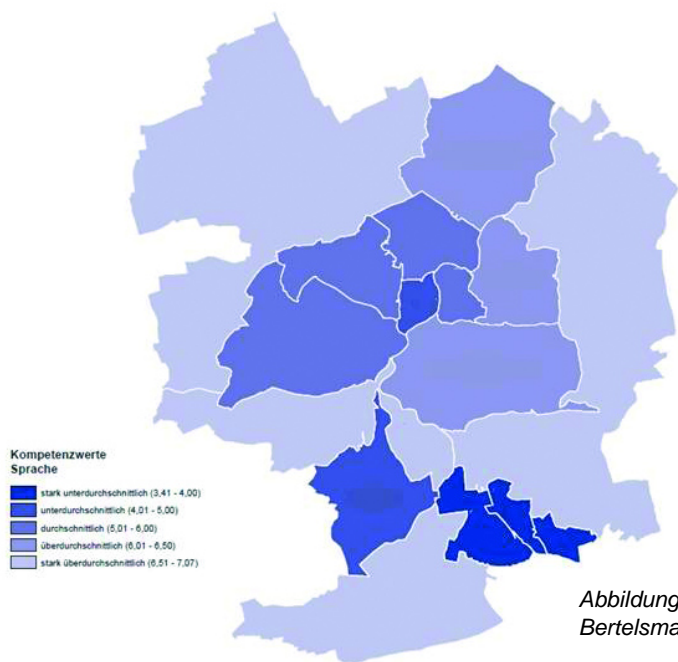 Kompetenzwerte
Sprache
stark unterdurchschnittlich (3,41 - 4,00)
unterdurchschnittlich (4,01 - 5,00)
durchschnittlich (5,01 - 6,00)
überdurchschnittlich (6,01 - 6,50)
stark überdurchschnittlich (6,51 - 7,07)
Abbildung
Bertelsma